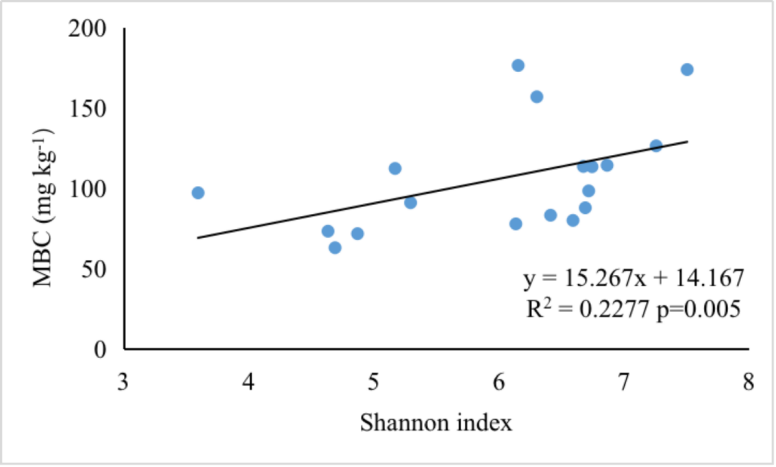 200
150
100
50
0
MBC (mg kg⁻¹)
y = 15.267x + 14.167
R² = 0.2277 p=0.005
3 4 5 6 7 8
Shannon index